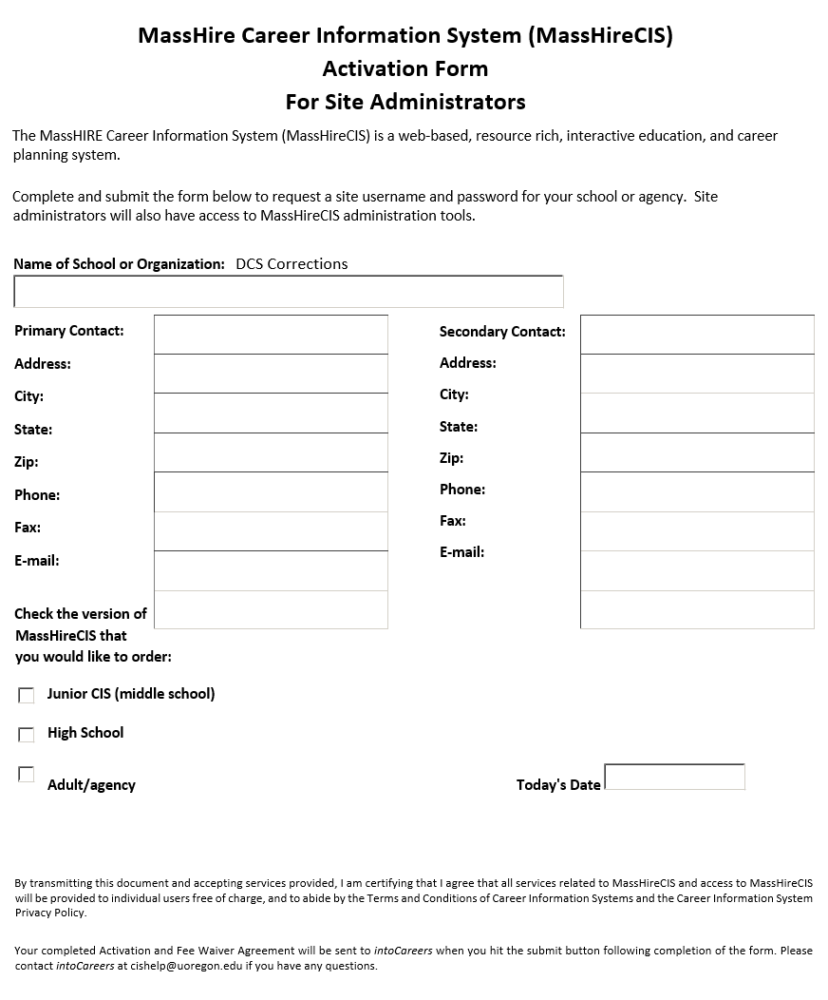 MassHire Career Information System (MassHireCIS)
Activation Form
For Site Administrators
The MassHIRE Career Information System (MassHireCIS) is a web-based, resource rich, interactive education, and career
planning system.
Complete and submit the form below to request a site username and password for your school or agency.  Site
administrators will also have access to MassHireCIS administration tools.
Name of School or Organization:   DCS Corrections
Primary Contact:
Address:
City:
State:
Zip:
Phone:
Fax:
E-mail:
Secondary Contact:
Address:
City:
State:
Zip:
Phone:
Fax:
E-mail:
Check the version of
MassHireCIS that
you would like to order:
Junior CIS (middle school)
High School
Adult/agency
Today's Date
By transmitting this document and accepting services provided, I am certifying that I agree that all services related to MassHireCIS and access to MassHireCIS
will be provided to individual users free of charge, and to abide by the Terms and Conditions of Career Information Systems and the Career Information System
Privacy Policy.
Your completed Activation and Fee Waiver Agreement will be sent to intoCareers when you hit the submit button following completion of the form. Please
contact intoCareers at cishelp@uoregon.edu if you have any questions.